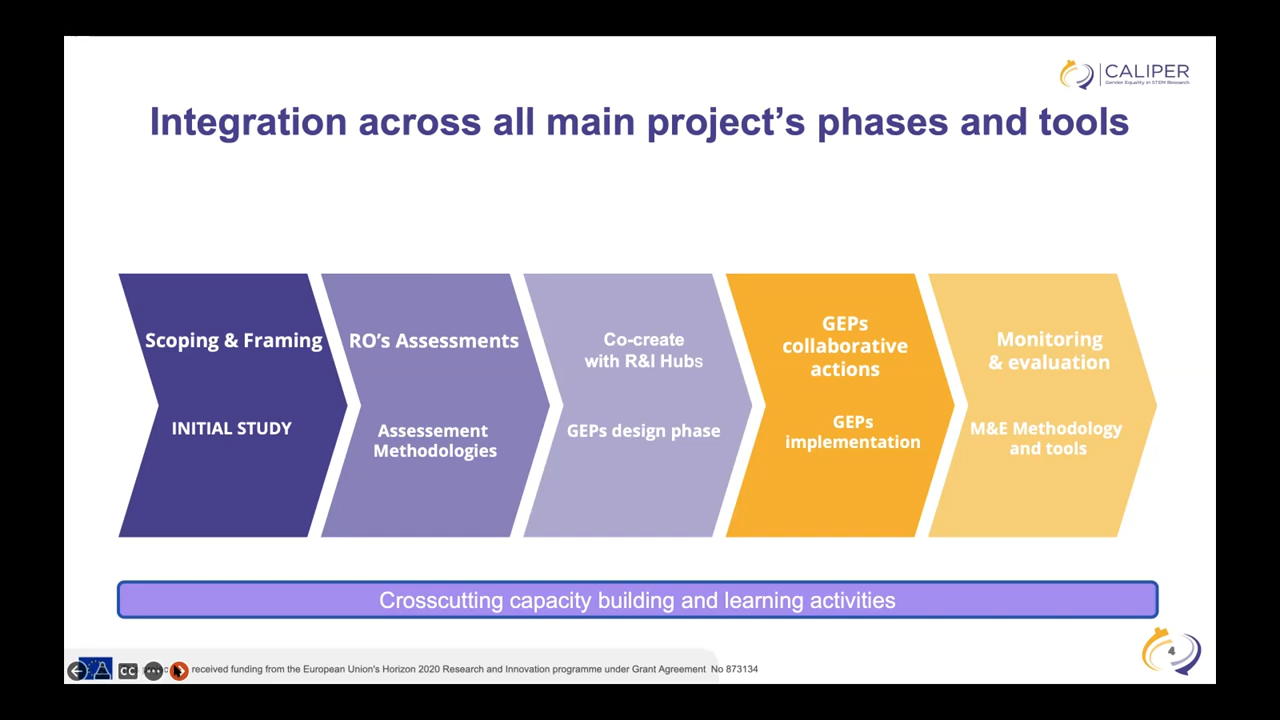 CALIPER
Gender Equality in STEM Research
Integration across all main project's phases and tools
Scoping & Framing
INITIAL STUDY
RO's Assessments
Assessement
Methodologies
Co-create
with R&I Hubs
GEPs design phase
GEPs
collaborative
actions
GEPs
implementation
Monitoring
& evaluation
M&E Methodology
and tools
Crosscutting capacity building and learning activities
CC
received funding from the European Union's Horizon 2020 Research and Innovation programme under Grant Agreement No 873134
4